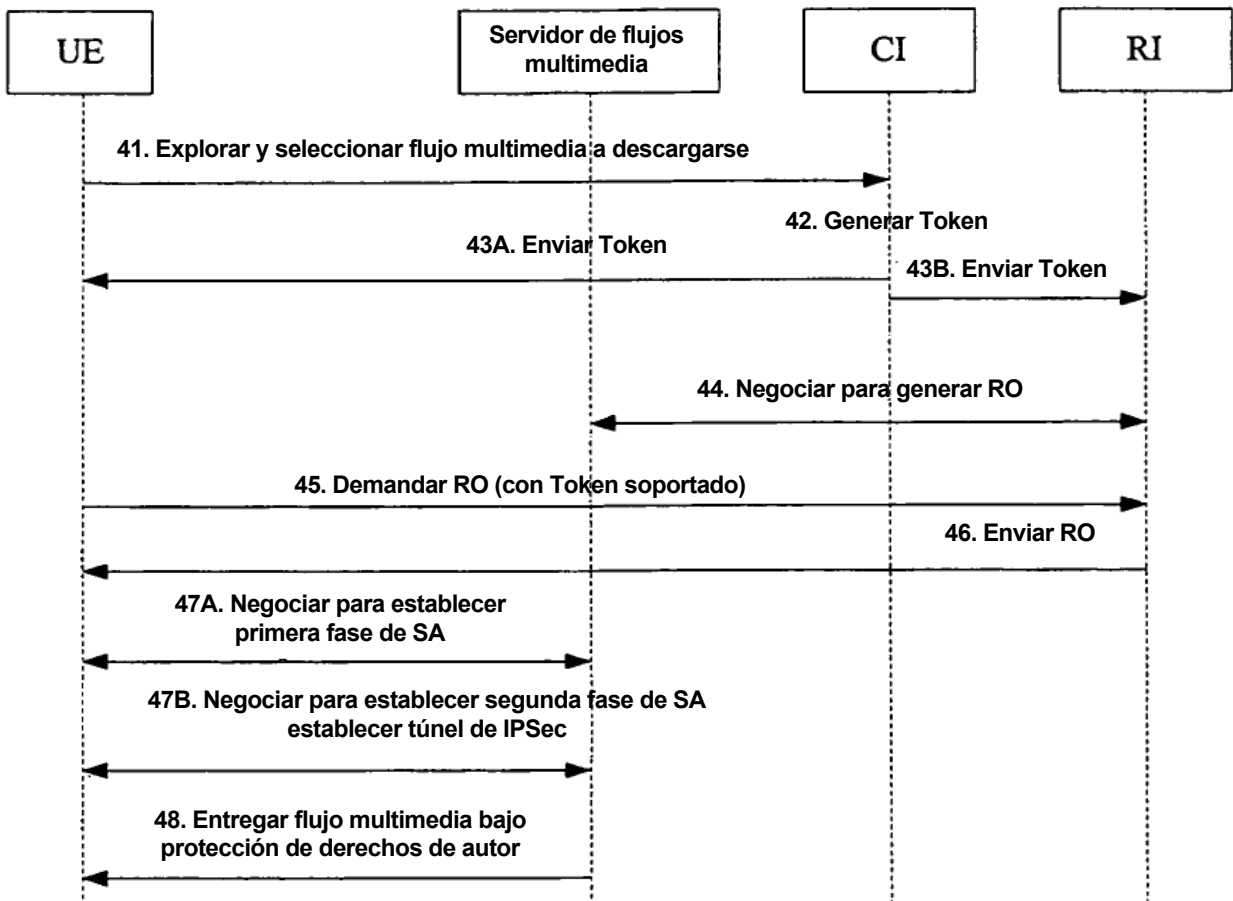 UE
Servidor de flujos
multimedia
CI
RI
41. Explorar y seleccionar flujo multimedia a descargarse
42. Generar Token
43A. Enviar Token
43B. Enviar Token
44. Negociar para generar RO
45. Demandar RO (con Token soportado)
46. Enviar RO
47A. Negociar para establecer
primera fase de SA
47B. Negociar para establecer segunda fase de SA
establecer túnel de IPSec
48. Entregar flujo multimedia bajo
protección de derechos de autor